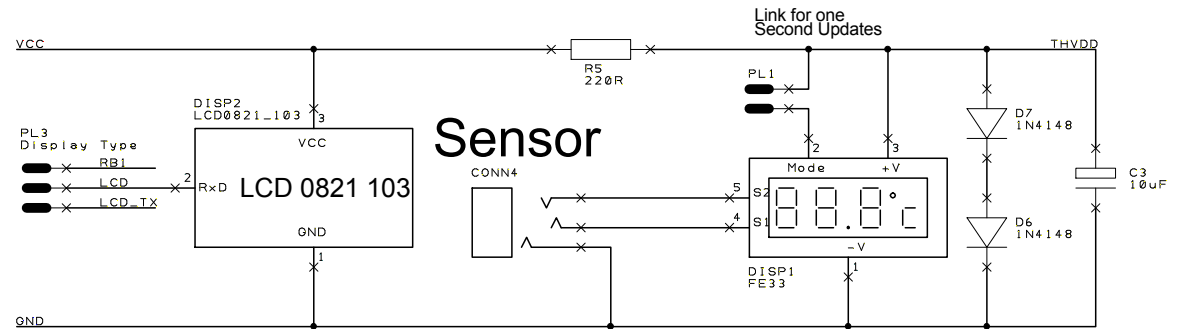 Link for one
Second Updates
VCC
THVDD
R5
220R
PL1
DISP2
LCD0821_103
3
VCC
D7
1N4148
PL3
Display Type
RB1
LCD
LCD_TX
2
RxD
LCD 0821 103
GND
1
Sensor
CONN4
2
3
Mode
+V
5
S2
4
S1
88.8°c
-V
1
DISP1
FE33
D6
1N4148
C3
10uF
GND